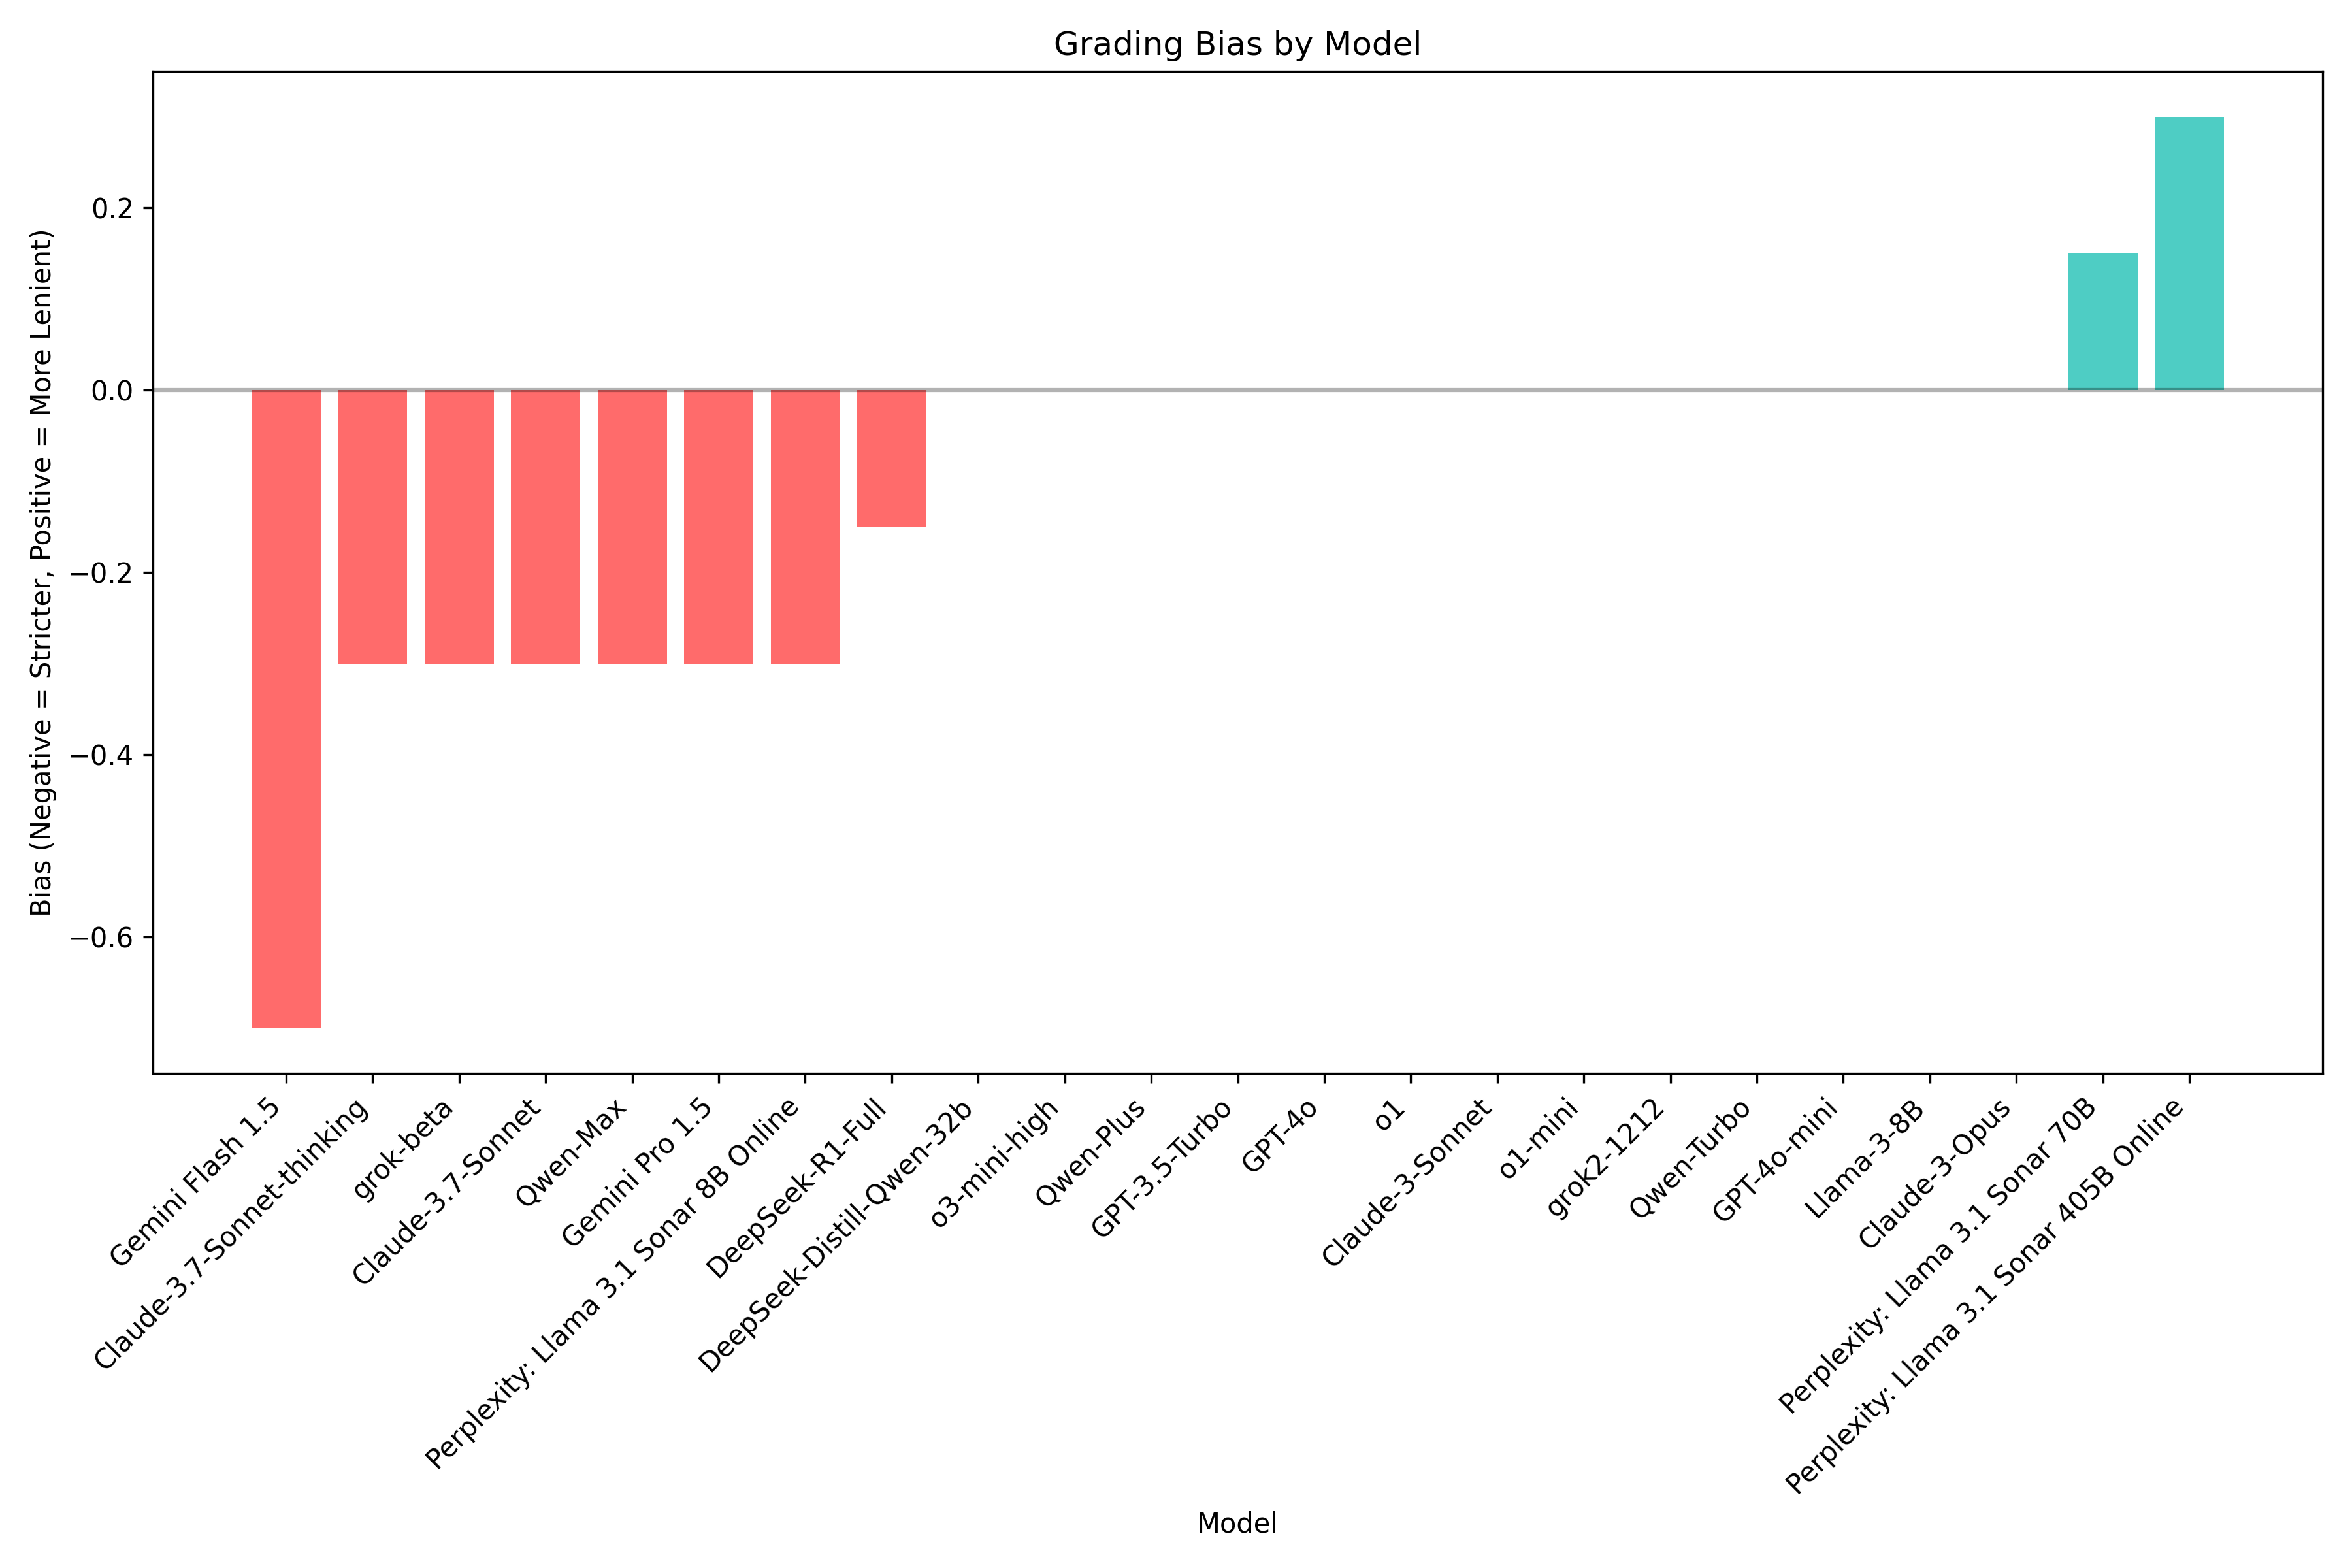 Grading Bias by Model
Bias (Negative = Stricter, Positive = More Lenient)
0.2
0.0
−0.2
−0.4
−0.6
Gemini Flash 1.5
Claude-3.7-Sonnet-thinking
grok-beta
Claude-3.7-Sonnet
Qwen-Max
Gemini Pro 1.5
Perplexity: Llama 3.1 Sonar 8B Online
DeepSeek-R1-Full
DeepSeek-Distill-Qwen-32b
o3-mini-high
Qwen-Plus
GPT-3.5-Turbo
GPT-4o
o1
Claude-3-Sonnet
o1-mini
grok2-1212
Qwen-Turbo
GPT-4o-mini
Llama-3-8B
Claude-3-Opus
Perplexity: Llama 3.1 Sonar 70B
Perplexity: Llama 3.1 Sonar 405B Online
Model